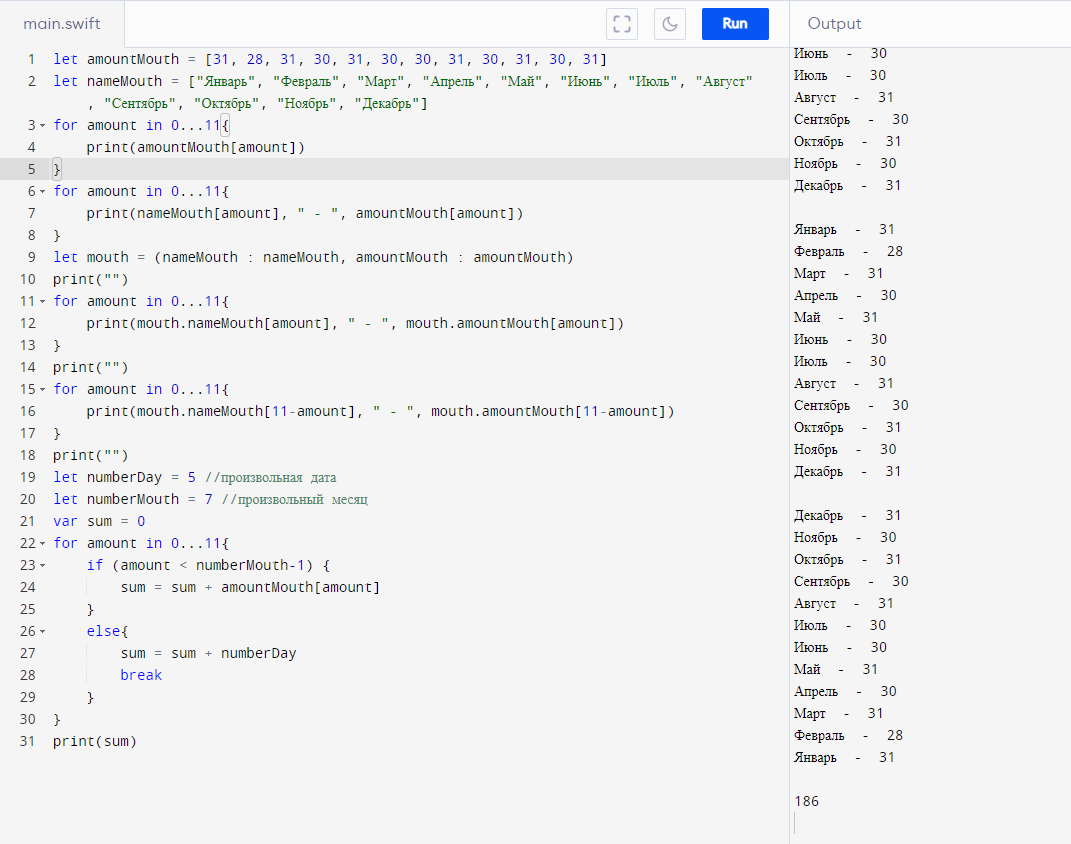 main.swift
Run
Output
1 let amountMouth = [31, 28, 31, 30, 31, 30, 30, 31, 30, 31, 30, 31]
2 let nameMouth = ["Январь", "Февраль", "Март", "Апрель", "Май", "Июнь", "Июль", "Август"
, "Сентябрь", "Октябрь", "Ноябрь", "Декабрь"]
3 for amount in 0...11{
4 print(amountMouth[amount])
5 }
6 for amount in 0...11{
7 print(nameMouth[amount], " - ", amountMouth[amount])
8 }
9 let mouth = (nameMouth : nameMouth, amountMouth : amountMouth)
10 print("")
11 for amount in 0...11{
12 print(mouth.nameMouth[amount], " - ", mouth.amountMouth[amount])
13 }
14 print("")
15 for amount in 0...11{
16 print(mouth.nameMouth[11-amount], " - ", mouth.amountMouth[11-amount])
17 }
18 print("")
19 let numberDay = 5 //произвольная дата
20 let numberMouth = 7 //произвольный месяц
21 var sum = 0
22 for amount in 0...11{
23 if (amount < numberMouth-1) {
24 sum = sum + amountMouth[amount]
25 }
26 else{
27 sum = sum + numberDay
28 break
29 }
30 }
31 print(sum)
Июнь - 30
Июль - 30
Август - 31
Сентябрь - 30
Октябрь - 31
Ноябрь - 30
Декабрь - 31
Январь - 31
Февраль - 28
Март - 31
Апрель - 30
Май - 31
Июнь - 30
Июль - 30
Август - 31
Сентябрь - 30
Октябрь - 31
Ноябрь - 30
Декабрь - 31
Декабрь - 31
Ноябрь - 30
Октябрь - 31
Сентябрь - 30
Август - 31
Июль - 30
Июнь - 30
Май - 31
Апрель - 30
Март - 31
Февраль - 28
Январь - 31
186